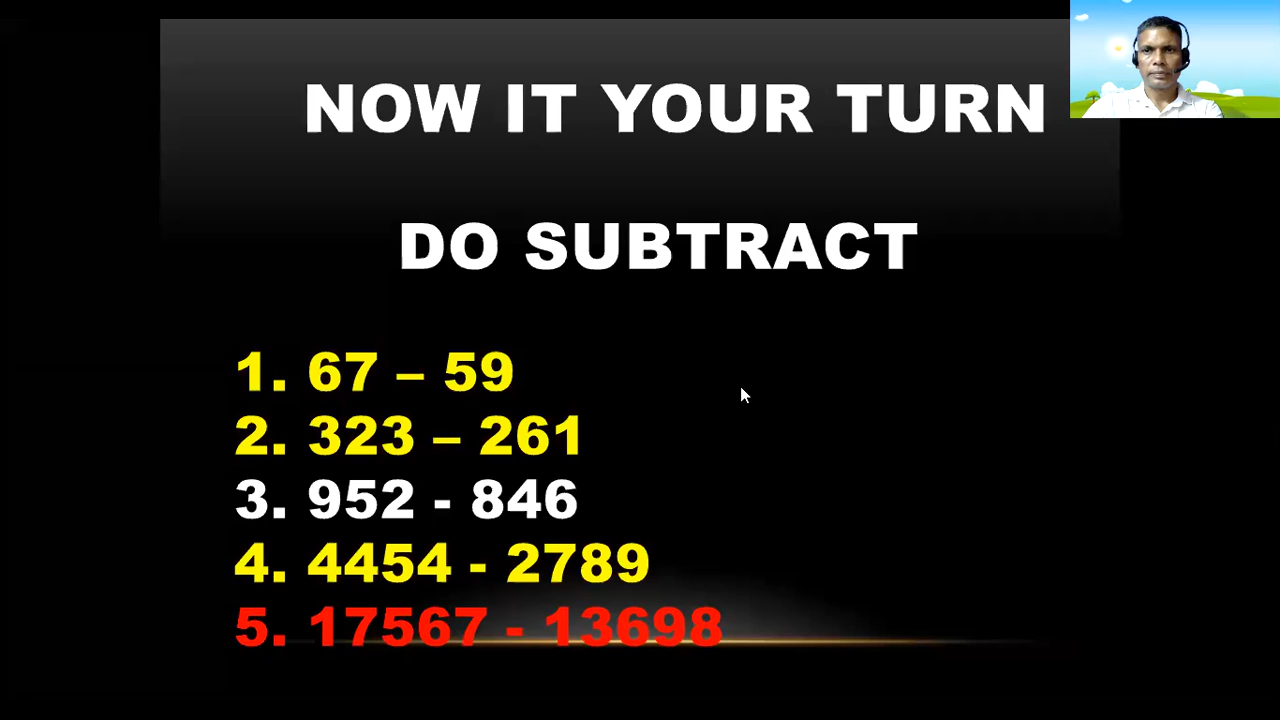 NOW IT YOUR TURN
DO SUBTRACT
1. 67 – 59
2. 323 – 261
3. 952 - 846
4. 4454 - 2789
5. 17567 - 13698